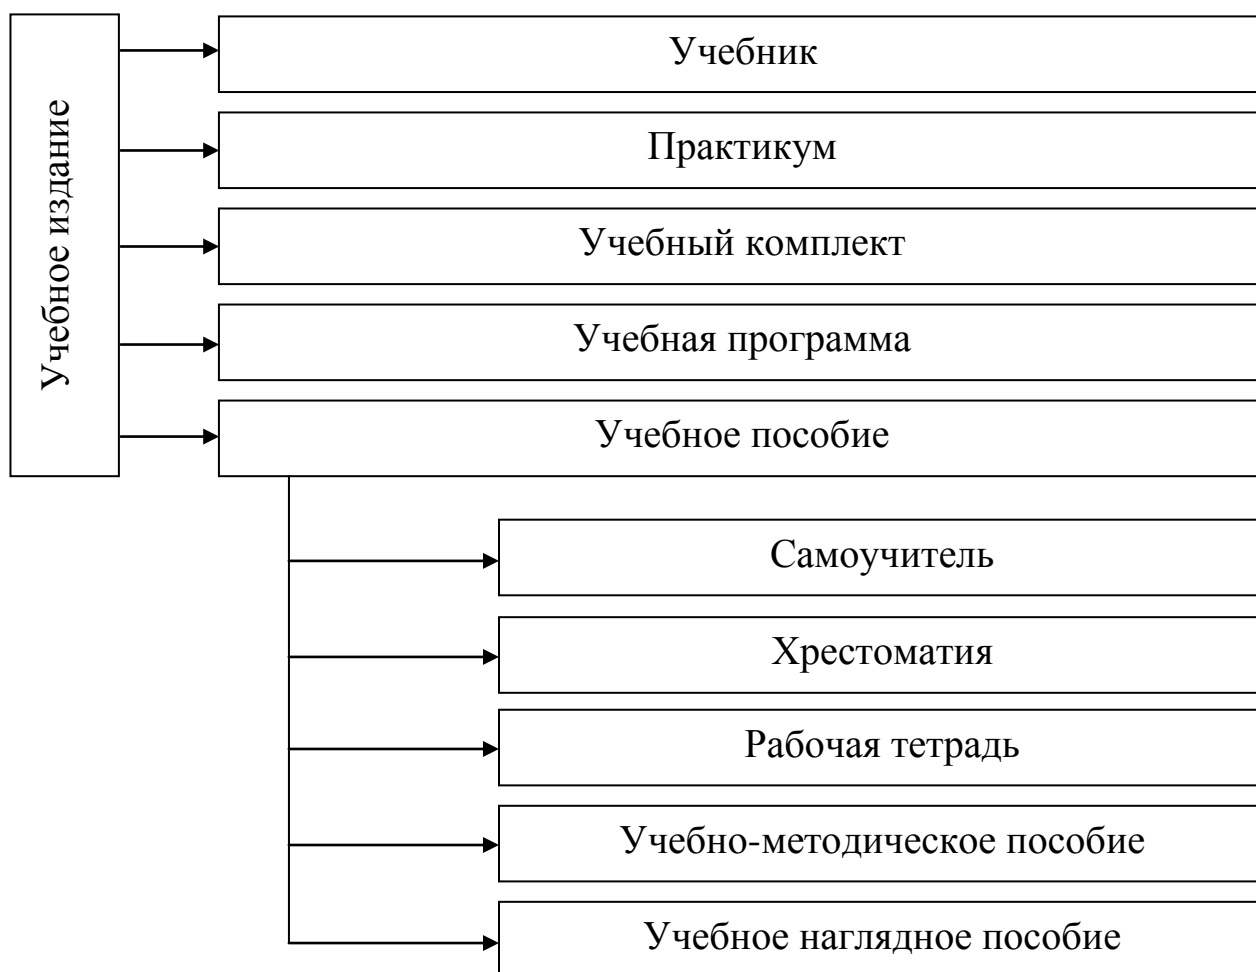 Учебное издание
Учебник
Практикум
Учебный комплект
Учебная программа
Учебное пособие
Самоучитель
Хрестоматия
Рабочая тетрадь
Учебно-методическое пособие
Учебное наглядное пособие